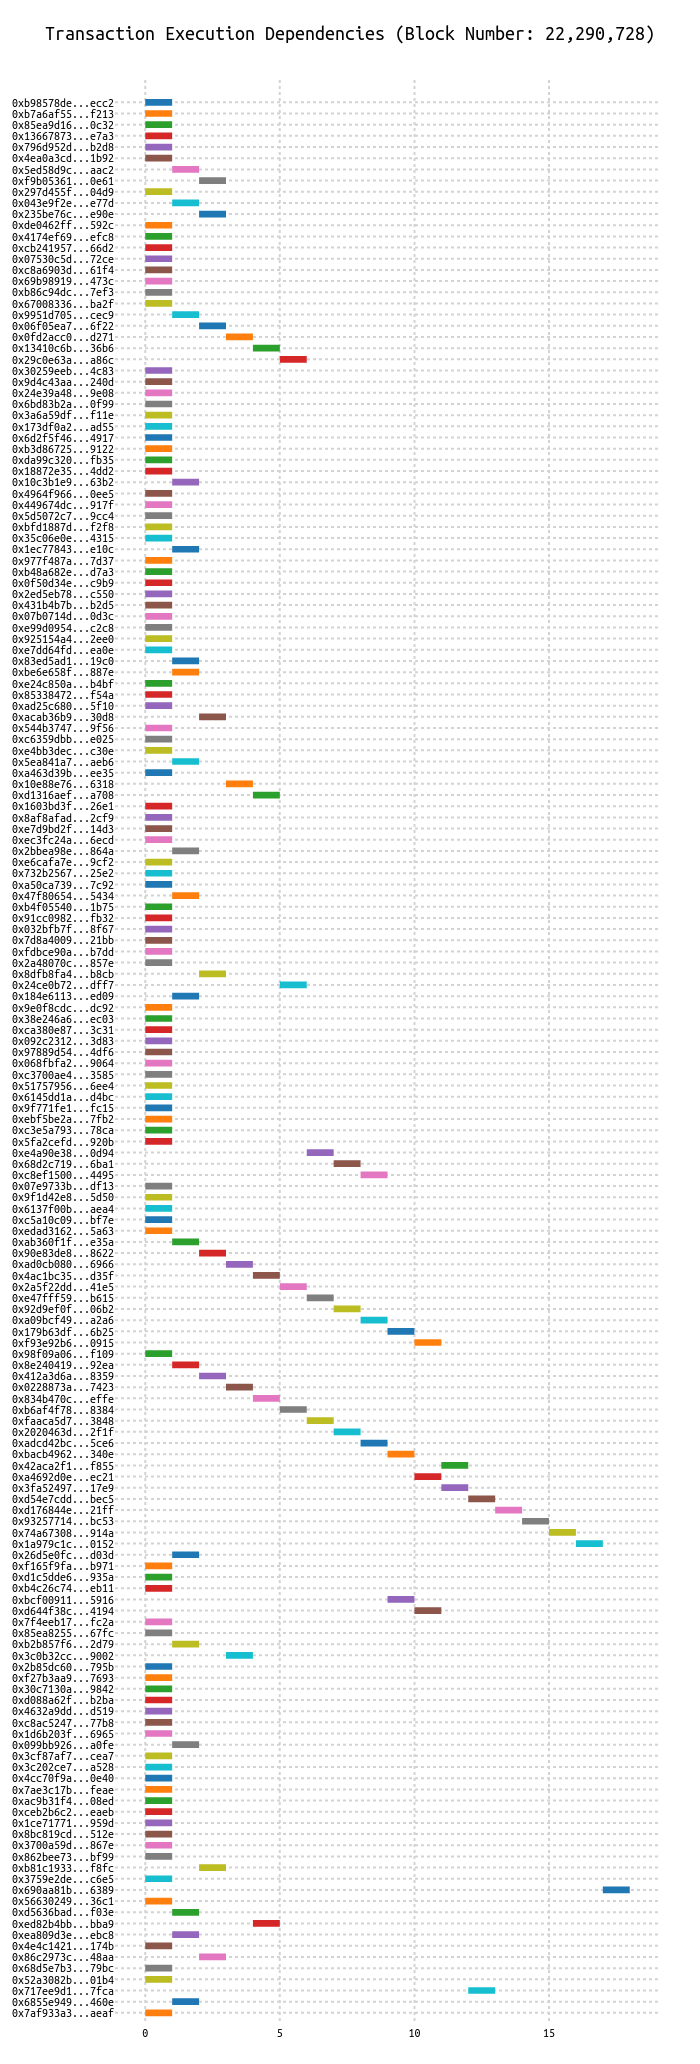 Transaction Execution Dependencies (Block Number: 22,290,728)
0xb98578de...ecc2
0xb7a6af55...f213
0x85ea9d16...0c32
0x13667873...e7a3
0x796d952d...b2d8
0x4ea0a3cd...1b92
0x5ed58d9c...aac2
0xf9b05361...0e61
0x297d455f...04d9
0x043e9f2e...e77d
0x235be76c...e90e
0xde0462ff...592c
0x4174ef69...efc8
0xcb241957...66d2
0x07530c5d...72ce
0xc8a6903d...61f4
0x69b98919...473c
0xb86c94dc...7ef3
0x67008336...ba2f
0x9951d705...cec9
0x06f05ea7...6f22
0x0fd2acc0...d271
0x13410c6b...36b6
0x29c0e63a...a86c
0x30259eeb...4c83
0x9d4c43aa...240d
0x24e39a48...9e08
0x6bd83b2a...0f99
0x3a6a59df...f11e
0x173df0a2...ad55
0x6d2f5f46...4917
0xb3d86725...9122
0xda99c320...fb35
0x18872e35...4dd2
0x10c3b1e9...63b2
0x4964f966...0ee5
0x449674dc...917f
0x5d5072c7...9cc4
0xbfd1887d...f2f8
0x35c06e0e...4315
0x1ec77843...e10c
0x977f487a...7d37
0xb48a682e...d7a3
0x0f50d34e...c9b9
0x2ed5eb78...c550
0x431b4b7b...b2d5
0x07b0714d...0d3c
0xe99d0954...c2c8
0x925154a4...2ee0
0xe7dd64fd...ea0e
0x83ed5ad1...19c0
0xbe6e658f...887e
0xe24c850a...b4bf
0x85338472...f54a
0xad25c680...5f10
0xacab36b9...30d8
0x544b3747...9f56
0xc6359dbb...e025
0xe4bb3dec...c30e
0x5ea841a7...aeb6
0xa463d39b...ee35
0x10e88e76...6318
0xd1316aef...a708
0x1603bd3f...26e1
0x8af8afad...2cf9
0xe7d9bd2f...14d3
0xec3fc24a...6ecd
0x2bbea98e...864a
0xe6cafa7e...9cf2
0x732b2567...25e2
0xa50ca739...7c92
0x47f80654...5434
0xb4f05540...1b75
0x91cc0982...fb32
0x032bfb7f...8f67
0x7d8a4009...21bb
0xfdbce90a...b7dd
0x2a48070c...857e
0x8dfb8fa4...b8cb
0x24ce0b72...dff7
0x184e6113...ed09
0x9e0f8cdc...dc92
0x38e246a6...ec03
0xca380e87...3c31
0x092c2312...3d83
0x97889d54...4df6
0x068fbfa2...9064
0xc3700ae4...3585
0x51757956...6ee4
0x6145dd1a...d4bc
0x9f771fe1...fc15
0xebf5be2a...7fb2
0xc3e5a793...78ca
0x5fa2cefd...920b
0xe4a90e38...0d94
0x68d2c719...6ba1
0xc8ef1500...4495
0x07e9733b...df13
0x9f1d42e8...5d50
0x6137f00b...aea4
0xc5a10c09...bf7e
0xedad3162...5a63
0xab360f1f...e35a
0x90e83de8...8622
0xad0cb080...6966
0x4ac1bc35...d35f
0x2a5f22dd...41e5
0xe47fff59...b615
0x92d9ef0f...06b2
0xa09bcf49...a2a6
0x179b63df...6b25
0xf93e92b6...0915
0x98f09a06...f109
0x8e240419...92ea
0x412a3d6a...8359
0x0228873a...7423
0x834b470c...effe
0xb6af4f78...8384
0xfaaca5d7...3848
0x2020463d...2f1f
0xadcd42bc...5ce6
0xbacb4962...340e
0x42aca2f1...f855
0xa4692d0e...ec21
0x3fa52497...17e9
0xd54e7cdd...bec5
0xd176844e...21ff
0x93257714...bc53
0x74a67308...914a
0x1a979c1c...0152
0x26d5e0fc...d03d
0xf165f9fa...b971
0xd1c5dde6...935a
0xb4c26c74...eb11
0xbcf00911...5916
0xd644f38c...4194
0x7f4eeb17...fc2a
0x85ea8255...67fc
0xb2b857f6...2d79
0x3c0b32cc...9002
0x2b85dc60...795b
0xf27b3aa9...7693
0x30c7130a...9842
0xd088a62f...b2ba
0x4632a9dd...d519
0xc8ac5247...77b8
0x1d6b203f...6965
0x099bb926...a0fe
0x3cf87af7...cea7
0x3c202ce7...a528
0x4cc70f9a...0e40
0x7ae3c17b...feae
0xac9b31f4...08ed
0xceb2b6c2...eaeb
0x1ce71771...959d
0x8bc819cd...512e
0x3700a59d...867e
0x862bee73...bf99
0xb81c1933...f8fc
0x3759e2de...c6e5
0x690aa81b...6389
0x56630249...36c1
0xd5636bad...f03e
0xed82b4bb...bba9
0xea809d3e...ebc8
0x4e4c1421...174b
0x86c2973c...48aa
0x68d5e7b3...79bc
0x52a3082b...01b4
0x717ee9d1...7fca
0x6855e949...460e
0x7af933a3...aeaf
0 5 10 15